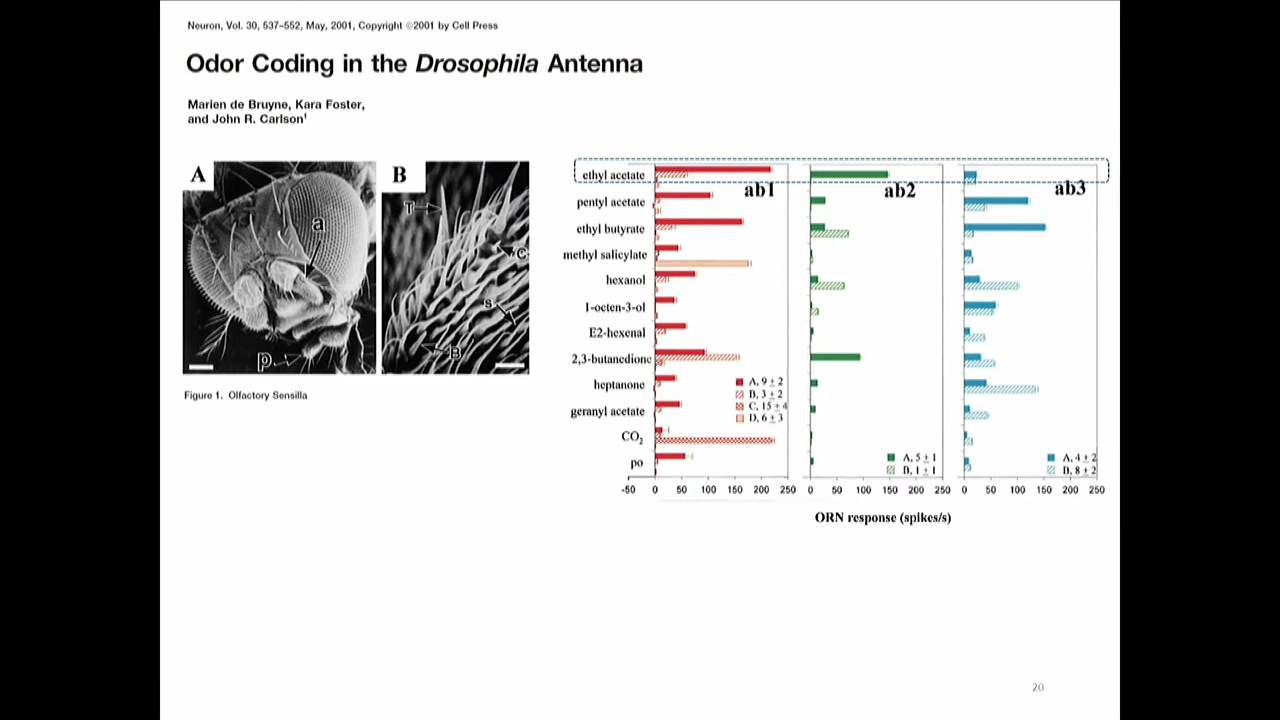 Neuron, Vol. 30, 537–552, May, 2001, Copyright ©2001 by Cell Press
Odor Coding in the Drosophila Antenna
Marien de Bruyne, Kara Foster,
and John R. Carlson¹
A
B
a
p
T
C
s
B
Figure 1. Olfactory Sensilla
ethyl acetate
pentyl acetate
ethyl butyrate
methyl salicylate
hexanol
1-octen-3-ol
E2-hexenal
2,3-butanedione
heptanone
geranyl acetate
CO₂
po
ab1
A, 9 ± 2
B, 3 ± 2
C, 15 ± 4
D, 6 ± 3
-50 0 50 100 150 200 250
ab2
A, 5 ± 1
B, 1 ± 1
0 50 100 150 200 250
ab3
A, 4 ± 2
B, 8 ± 2
0 50 100 150 200 250
ORN response (spikes/s)
20